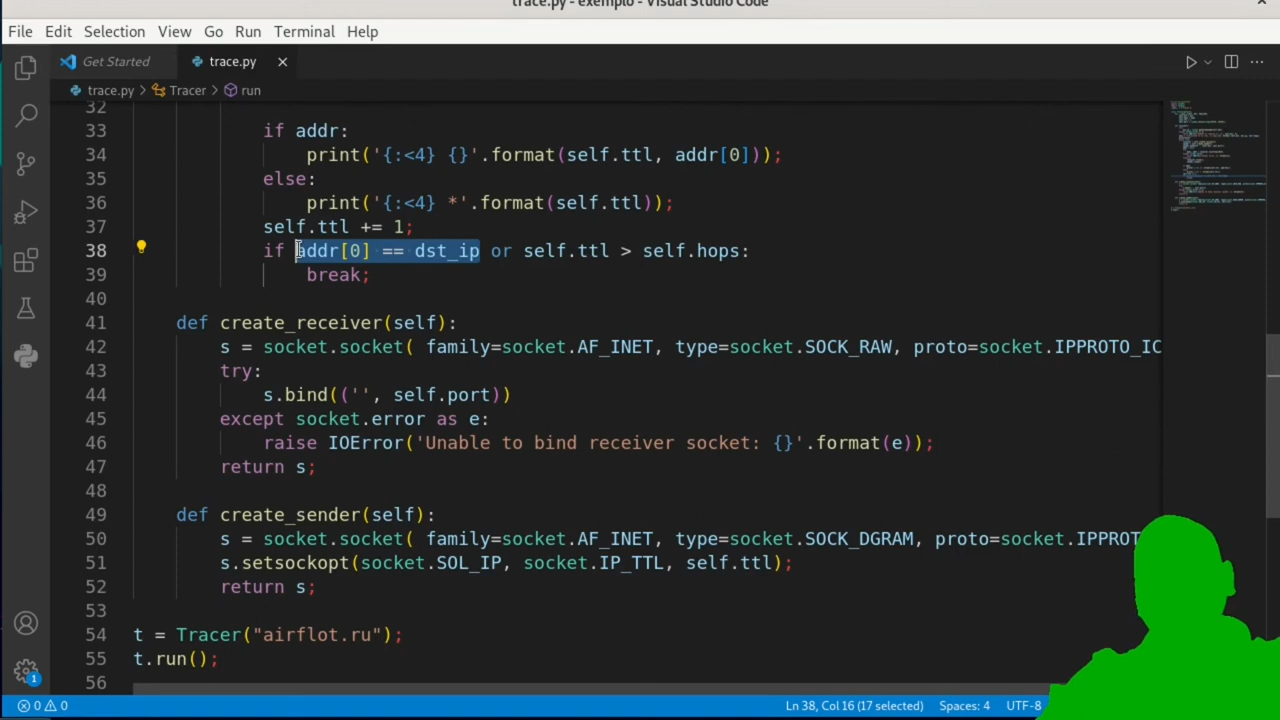 trace.py - exemplo - Visual Studio Code
File Edit Selection View Go Run Terminal Help
Get Started trace.py
trace.py > Tracer > run
32
33 if addr:
34 print('{:<4} {}'.format(self.ttl, addr[0]));
35 else:
36 print('{:<4} *'.format(self.ttl));
37 self.ttl += 1;
38 if addr[0] == dst_ip or self.ttl > self.hops:
39 break;
40
41 def create_receiver(self):
42 s = socket.socket( family=socket.AF_INET, type=socket.SOCK_RAW, proto=socket.IPPROTO_IC
43 try:
44 s.bind(('', self.port))
45 except socket.error as e:
46 raise IOError('Unable to bind receiver socket: {}'.format(e));
47 return s;
48
49 def create_sender(self):
50 s = socket.socket( family=socket.AF_INET, type=socket.SOCK_DGRAM, proto=socket.IPPROT
51 s.setsockopt(socket.SOL_IP, socket.IP_TTL, self.ttl);
52 return s;
53
54 t = Tracer("airflot.ru");
55 t.run();
56
1
0 0 Ln 38, Col 16 (17 selected) Spaces: 4 UTF-8